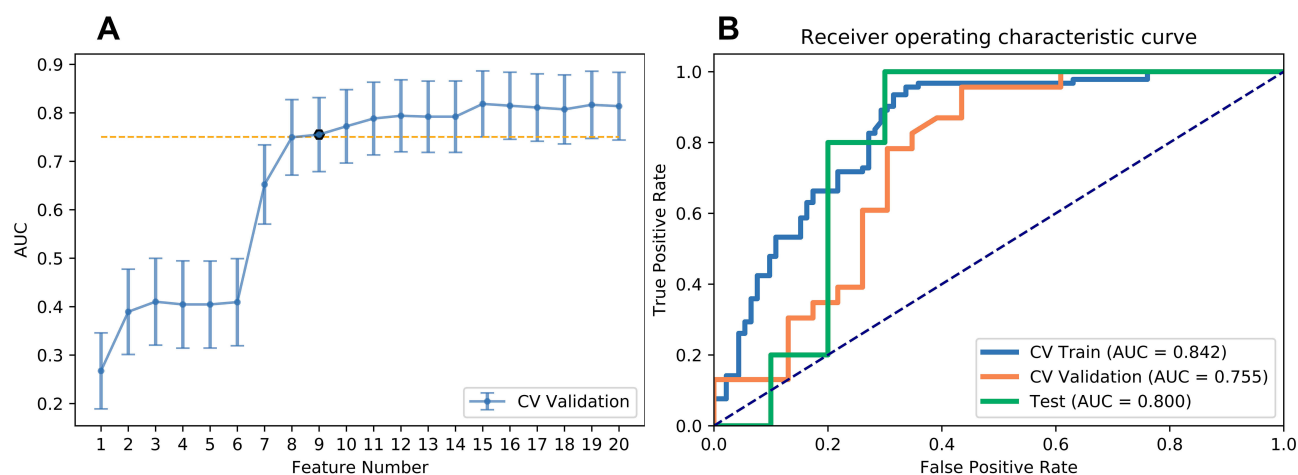 A
0.9
0.8
0.7
0.6
0.5
0.4
0.3
0.2
AUC
1 2 3 4 5 6 7 8 9 10 11 12 13 14 15 16 17 18 19 20
Feature Number
CV Validation
B
Receiver operating characteristic curve
1.0
0.8
0.6
0.4
0.2
0.0
True Positive Rate
0.0 0.2 0.4 0.6 0.8 1.0
False Positive Rate
CV Train (AUC = 0.842)
CV Validation (AUC = 0.755)
Test (AUC = 0.800)